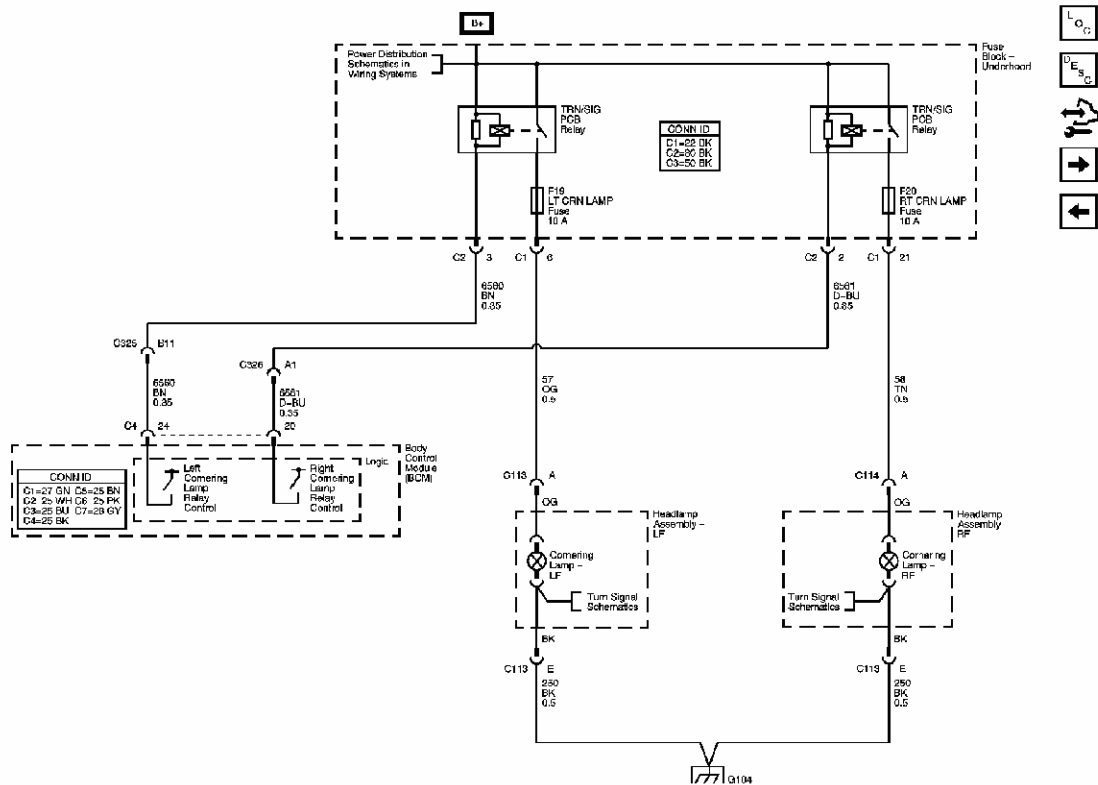 B+
L O C
D E S C
Power Distribution
Schematics in
Wiring Systems
Fuse
Block –
Underhood
TRN/SIG
PCB
Relay
CONN ID
C1=22 BK
C2=80 BK
C3=50 BK
TRN/SIG
PCB
Relay
F19
LT CRN LAMP
Fuse
10 A
F20
RT CRN LAMP
Fuse
10 A
C2 3 C1 6
C2 2 C1 21
6560
BN
0.35
6561
D-BU
0.35
C325 B11
C326 A1
6560
BN
0.35
6561
D-BU
0.35
57
OG
0.5
58
TN
0.5
C4 24
20
Body
Control
Module
(BCM)
Logic
Left
Cornering
Lamp
Relay
Control
Right
Cornering
Lamp
Relay
Control
CONN ID
C1=27 GN C5=25 BN
C2 25 WH C6 25 PK
C3=25 BU C7=28 GY
C4=25 BK
C113 A
C114 A
OG
OG
Headlamp
Assembly –
LF
Headlamp
Assembly
RF
Cornering
Lamp –
LF
Cornering
Lamp –
RF
Turn Signal
Schematics
Turn Signal
Schematics
BK
BK
C113 E
E
250
BK
0.5
250
BK
0.5
G104